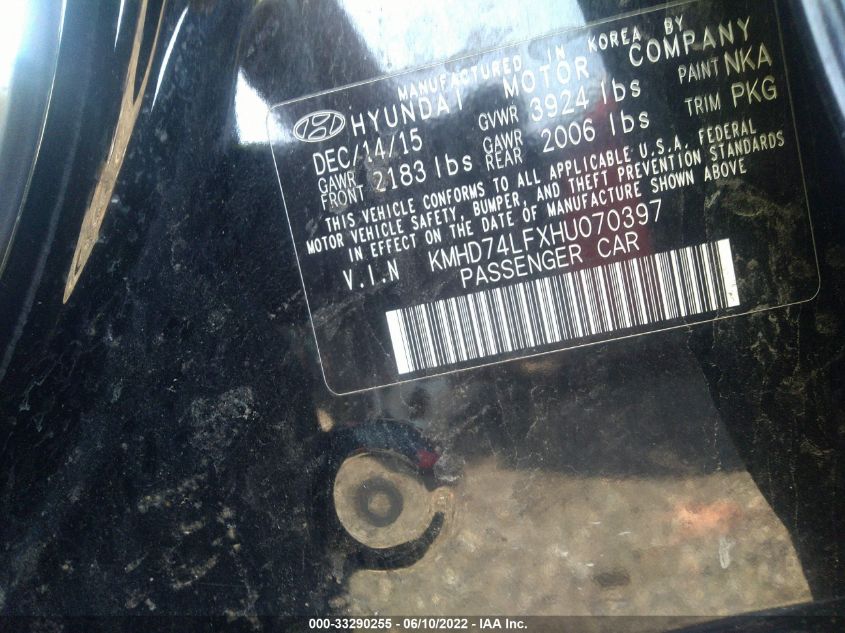 MANUFACTURED IN KOREA BY
HYUNDAI MOTOR COMPANY
DEC/14/15 GVWR 3924 lbs PAINT NKA
GAWR FRONT 2183 lbs GAWR REAR 2006 lbs TRIM PKG
THIS VEHICLE CONFORMS TO ALL APPLICABLE U.S.A. FEDERAL
MOTOR VEHICLE SAFETY, BUMPER, AND THEFT PREVENTION STANDARDS
IN EFFECT ON THE DATE OF MANUFACTURE SHOWN ABOVE
V.I.N KMHD74LFXHU070397
PASSENGER CAR
000-33290255 - 06/10/2022 - IAA Inc.